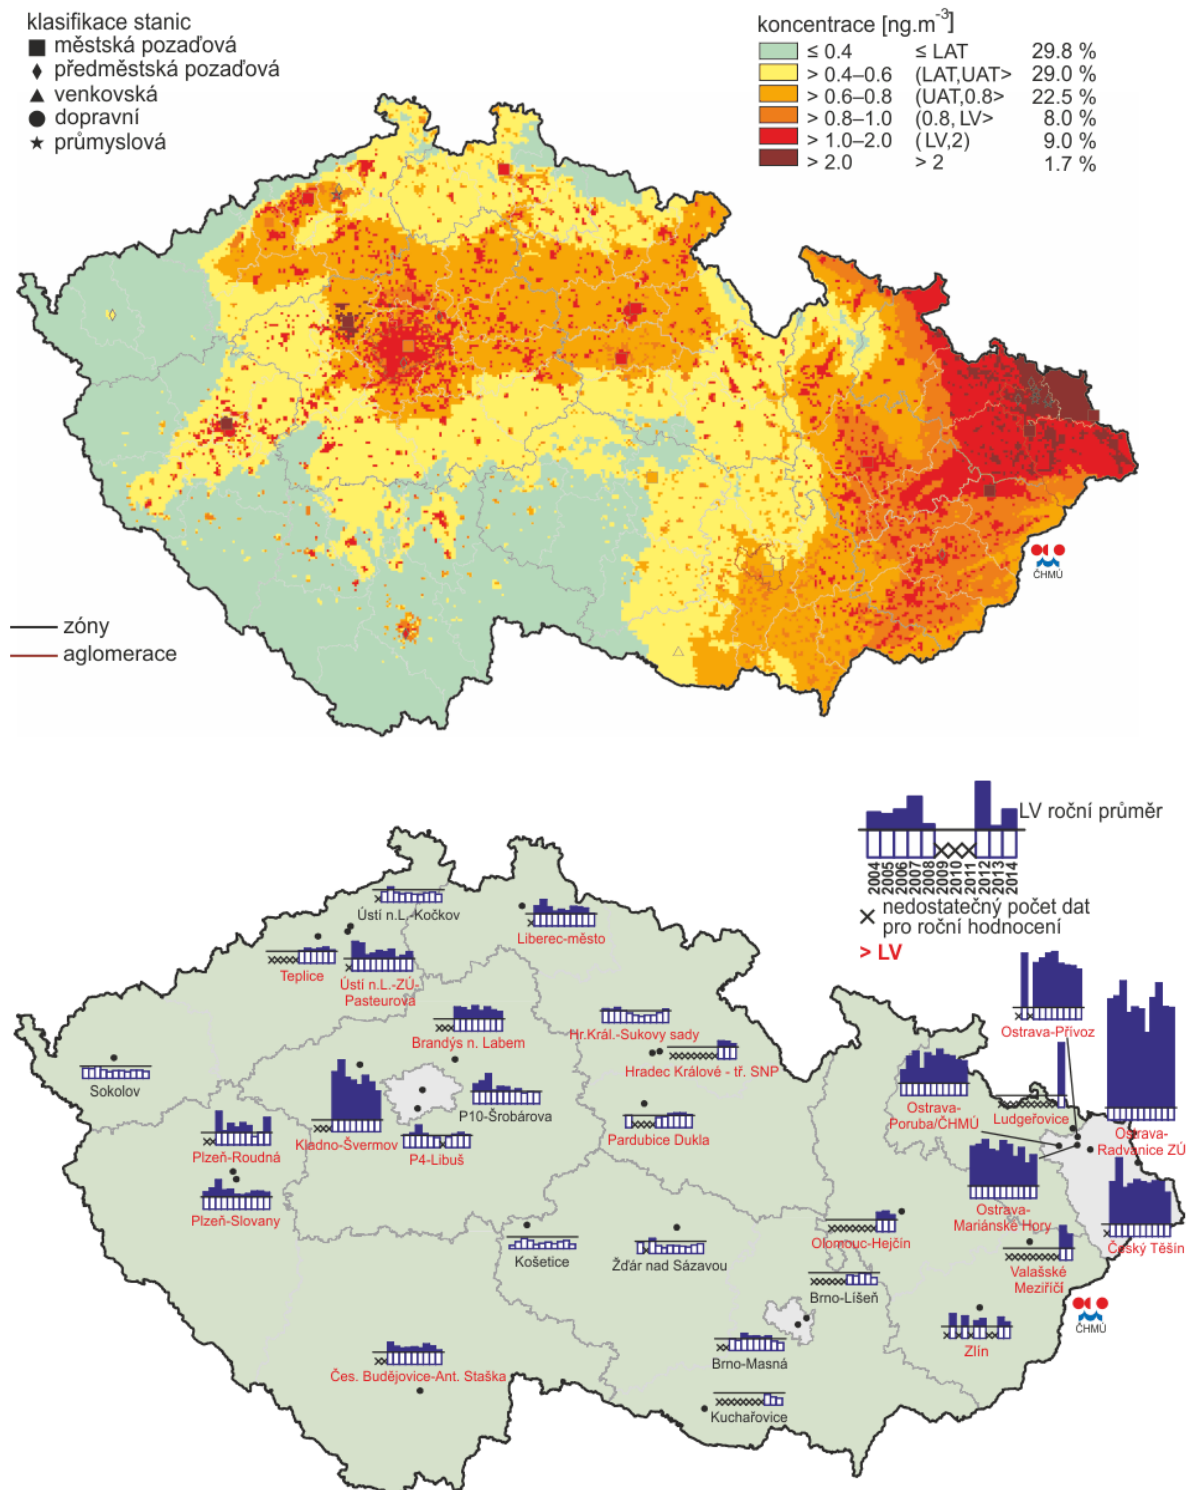 klasifikace stanic
městská pozaďová
předměstská pozaďová
venkovská
dopravní
průmyslová
koncentrace [ng.m⁻³]
≤ 0.4 ≤ LAT 29.8 %
> 0.4–0.6 (LAT,UAT> 29.0 %
> 0.6–0.8 (UAT,0.8> 22.5 %
> 0.8–1.0 (0.8, LV> 8.0 %
> 1.0–2.0 (LV,2) 9.0 %
> 2.0 > 2 1.7 %
ČHMÚ
zóny
aglomerace
LV roční průměr
2004 2005 2006 2007 2008 2009 2010 2011 2012 2013 2014
nedostatečný počet dat
pro roční hodnocení
> LV
Ústí n.L.-Kočkov
Liberec-město
Teplice
Ústí n.L.-ZÚ-
Pasteurova
Brandýs n. Labem
Hr.Král.-Sukovy sady
Hradec Králové - tř. SNP
Ostrava-Přívoz
Sokolov
P10-Šrobárova
Ostrava-
Poruba/ČHMÚ
Ludgeřovice
Ostrava-
Radvanice ZÚ
Plzeň-Roudná
Kladno-Švermov
P4-Libuš
Pardubice Dukla
Plzeň-Slovany
Ostrava-
Mariánské Hory
Olomouc-Hejčín
Český Těšín
Košetice
Žďár nad Sázavou
Valašské
Meziříčí
Brno-Líšeň
ČHMÚ
Zlín
Brno-Masná
Čes. Budějovice-Ant. Staška
Kuchařovice